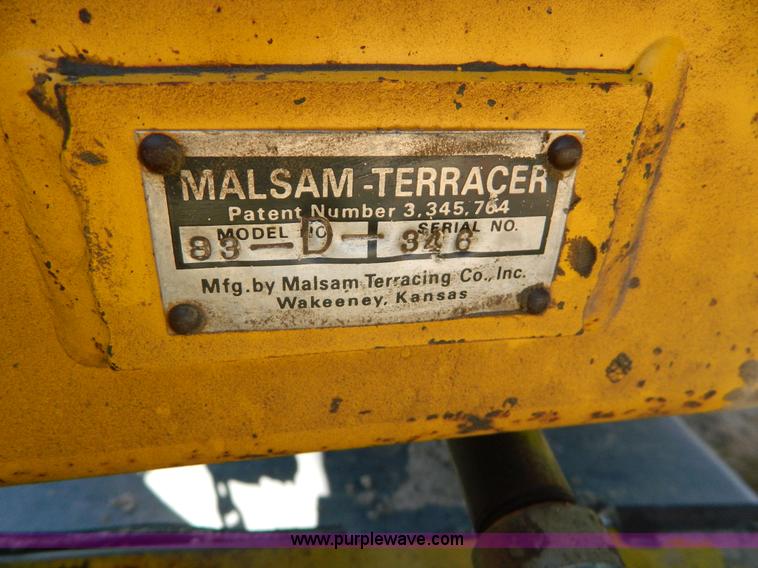 MALSAM-TERRACER
Patent Number 3,345,764
MODEL NO. SERIAL NO.
83-D-346
Mfg. by Malsam Terracing Co., Inc.
Wakeeney, Kansas
www.purplewave.com